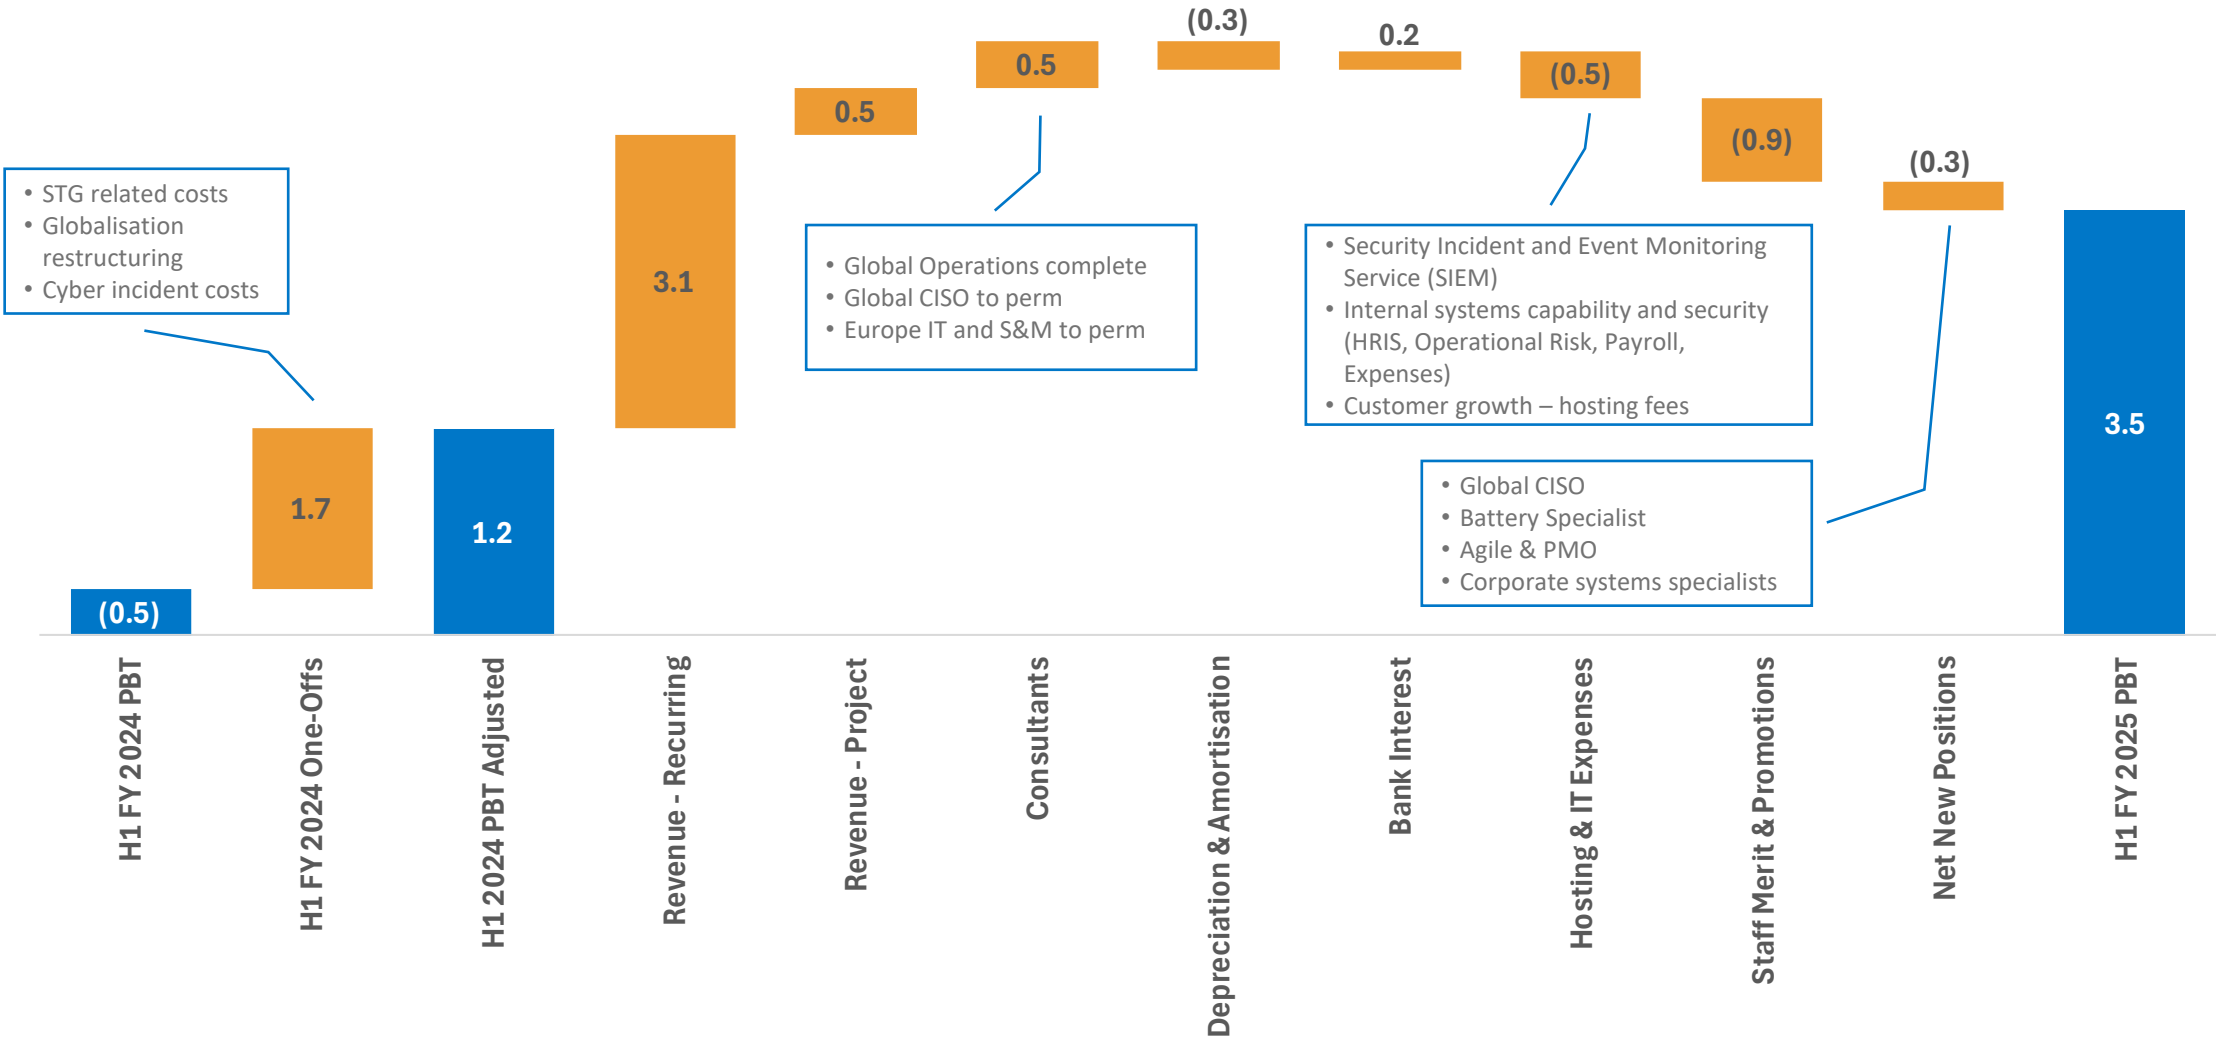 (0.3)
0.2
0.5
(0.5)
0.5
(0.9)
(0.3)
• STG related costs
• Globalisation
restructuring
• Cyber incident costs
3.1
• Global Operations complete
• Global CISO to perm
• Europe IT and S&M to perm
• Security Incident and Event Monitoring
Service (SIEM)
• Internal systems capability and security
(HRIS, Operational Risk, Payroll,
Expenses)
• Customer growth – hosting fees
3.5
• Global CISO
• Battery Specialist
• Agile & PMO
• Corporate systems specialists
1.7
1.2
(0.5)
H1 FY 2024 PBT
H1 FY 2024 One-Offs
H1 2024 PBT Adjusted
Revenue - Recurring
Revenue - Project
Consultants
Depreciation & Amortisation
Bank Interest
Hosting & IT Expenses
Staff Merit & Promotions
Net New Positions
H1 FY 2025 PBT